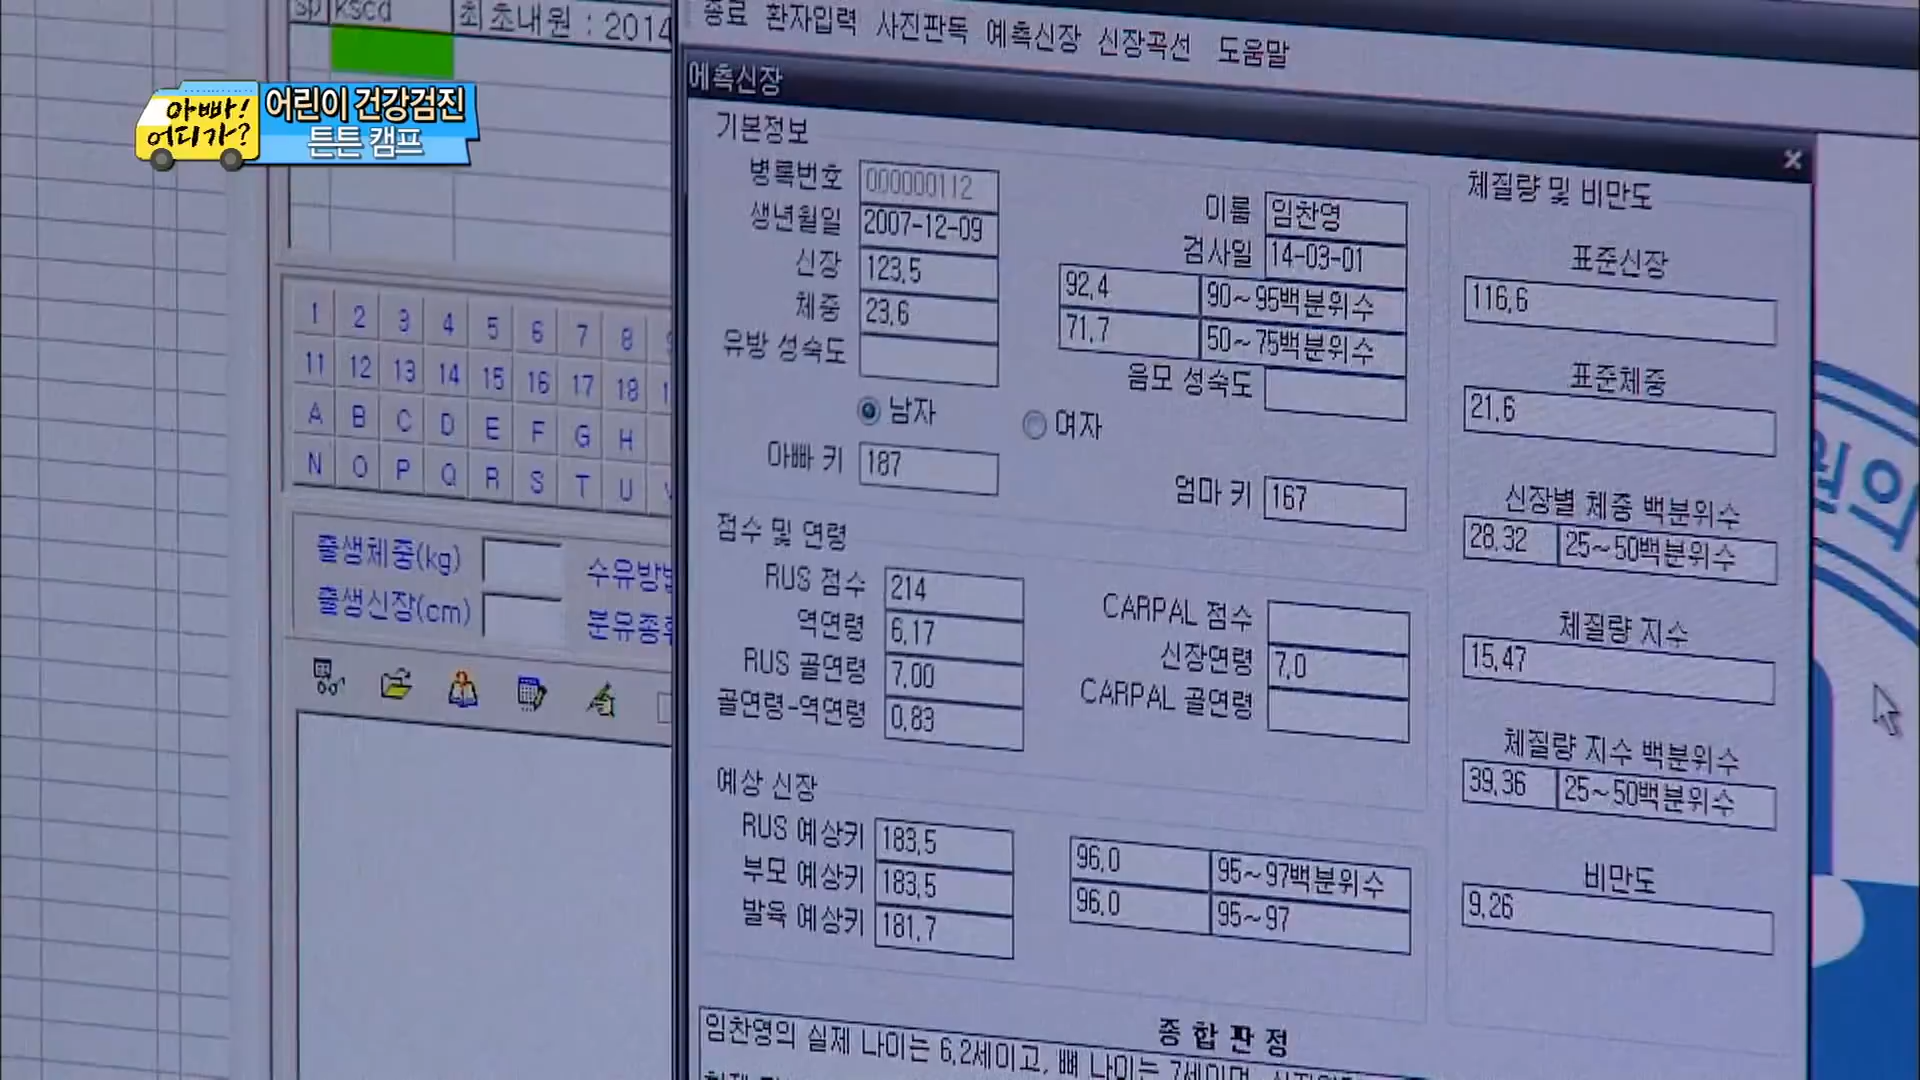 sp kscd 최초내원 : 2014
종료 환자입력 사진판독 예측신장 신장곡선 도움말
아빠!
어디가?
어린이 건강검진
튼튼 캠프
예측신장
기본정보
병록번호 000000112
이름 임찬영
생년월일 2007-12-09
검사일 14-03-01
신장 123.5 92.4 90~95백분위수
체중 23.6 71.7 50~75백분위수
유방 성숙도
음모 성숙도
남자 여자
아빠 키 187
엄마 키 167
체질량 및 비만도
표준신장
116.6
표준체중
21.6
신장별 체중 백분위수
28.32 25~50백분위수
체질량 지수
15.47
체질량 지수 백분위수
39.36 25~50백분위수
비만도
9.26
점수 및 연령
RUS 점수 214
CARPAL 점수
역연령 6.17
신장연령 7.0
RUS 골연령 7.00
CARPAL 골연령
골연령-역연령 0.83
예상 신장
RUS 예상키 183.5 96.0 95~97백분위수
부모 예상키 183.5 96.0 95~97
발육 예상키 181.7
종 합 판 정
임찬영의 실제 나이는 6.2세이고, 뼈 나이는 7세이며,
1 2 3 4 5 6 7 8
11 12 13 14 15 16 17 18
A B C D E F G H
N O P Q R S T U
출생체중(kg)
출생신장(cm)